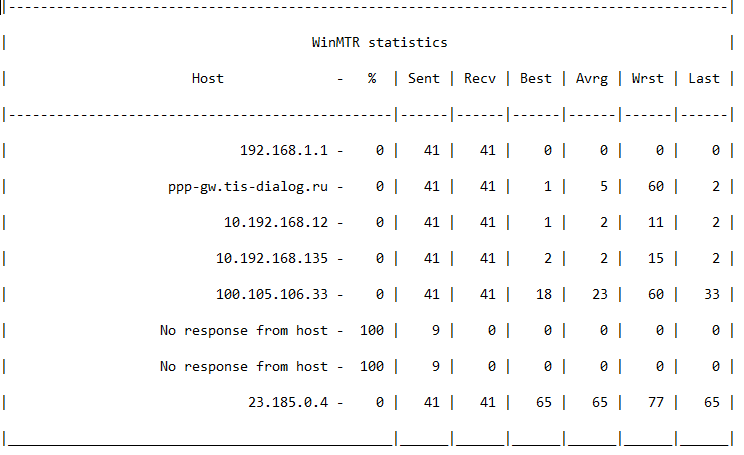 |------------------------------------------------------------------------------------------|
| WinMTR statistics |
| Host - % | Sent | Recv | Best | Avrg | Wrst | Last |
|------------------------------------------------|------|------|------|------|------|------|
| 192.168.1.1 - 0 | 41 | 41 | 0 | 0 | 0 | 0 |
| ppp-gw.tis-dialog.ru - 0 | 41 | 41 | 1 | 5 | 60 | 2 |
| 10.192.168.12 - 0 | 41 | 41 | 1 | 2 | 11 | 2 |
| 10.192.168.135 - 0 | 41 | 41 | 2 | 2 | 15 | 2 |
| 100.105.106.33 - 0 | 41 | 41 | 18 | 23 | 60 | 33 |
| No response from host - 100 | 9 | 0 | 0 | 0 | 0 | 0 |
| No response from host - 100 | 9 | 0 | 0 | 0 | 0 | 0 |
| 23.185.0.4 - 0 | 41 | 41 | 65 | 65 | 77 | 65 |
|________________________________________________|______|______|______|______|______|______|